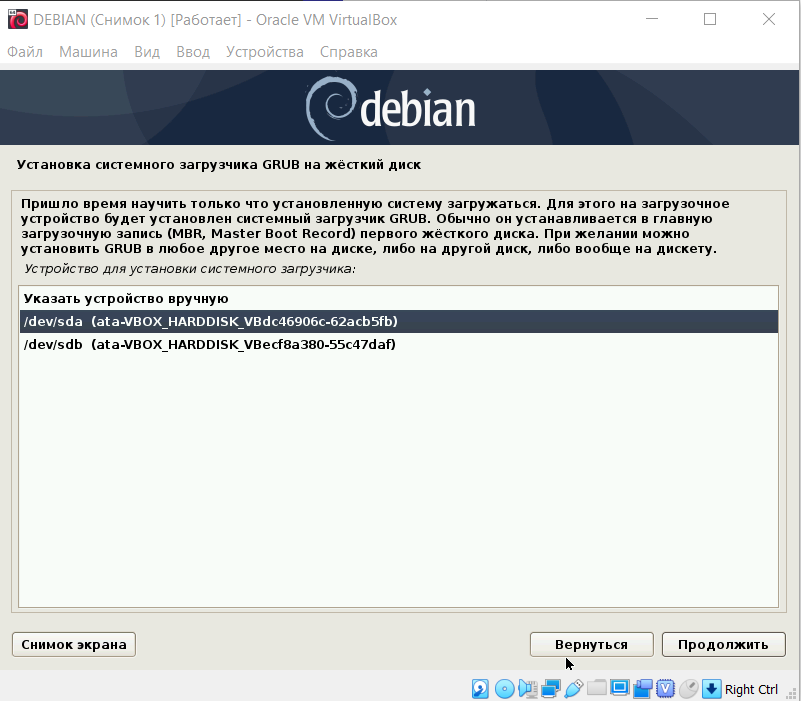 DEBIAN (Снимок 1) [Работает] - Oracle VM VirtualBox
Файл Машина Вид Ввод Устройства Справка
debian
Установка системного загрузчика GRUB на жёсткий диск
Пришло время научить только что установленную систему загружаться. Для этого на загрузочное
устройство будет установлен системный загрузчик GRUB. Обычно он устанавливается в главную
загрузочную запись (MBR, Master Boot Record) первого жёсткого диска. При желании можно
установить GRUB в любое другое место на диске, либо на другой диск, либо вообще на дискету.
Устройство для установки системного загрузчика:
Указать устройство вручную
/dev/sda (ata-VBOX_HARDDISK_VBdc46906c-62acb5fb)
/dev/sdb (ata-VBOX_HARDDISK_VBecf8a380-55c47daf)
Снимок экрана Вернуться Продолжить
Right Ctrl